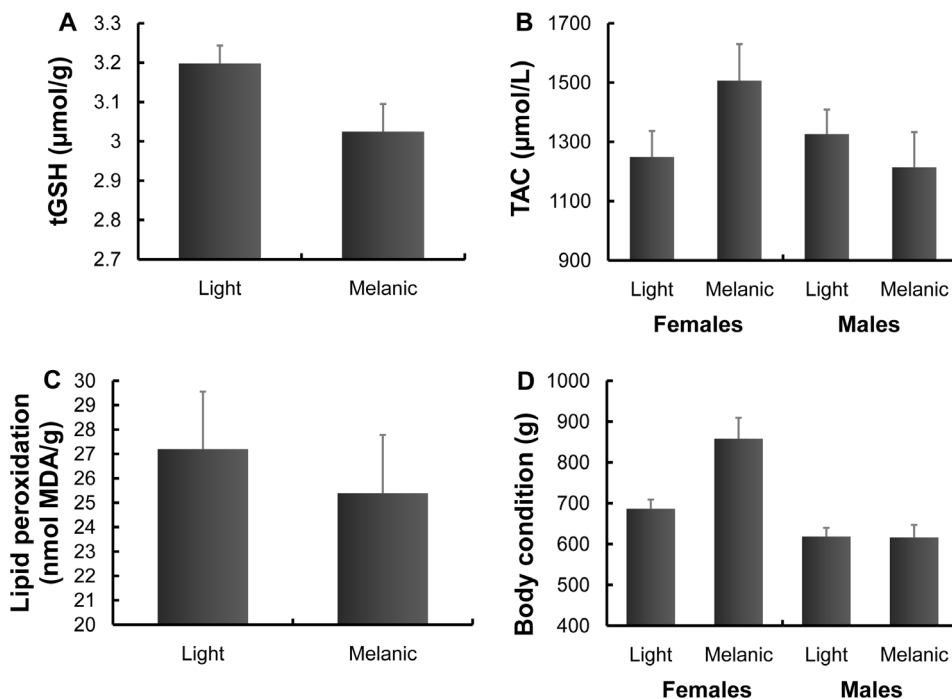 A
tGSH (µmol/g)
3.3
3.2
3.1
3
2.9
2.8
2.7
Light Melanic
B
TAC (µmol/L)
1700
1500
1300
1100
900
Light Melanic Light Melanic
Females Males
C
Lipid peroxidation
(nmol MDA/g)
30
29
28
27
26
25
24
23
22
21
20
Light Melanic
D
Body condition (g)
1000
900
800
700
600
500
400
Light Melanic Light Melanic
Females Males